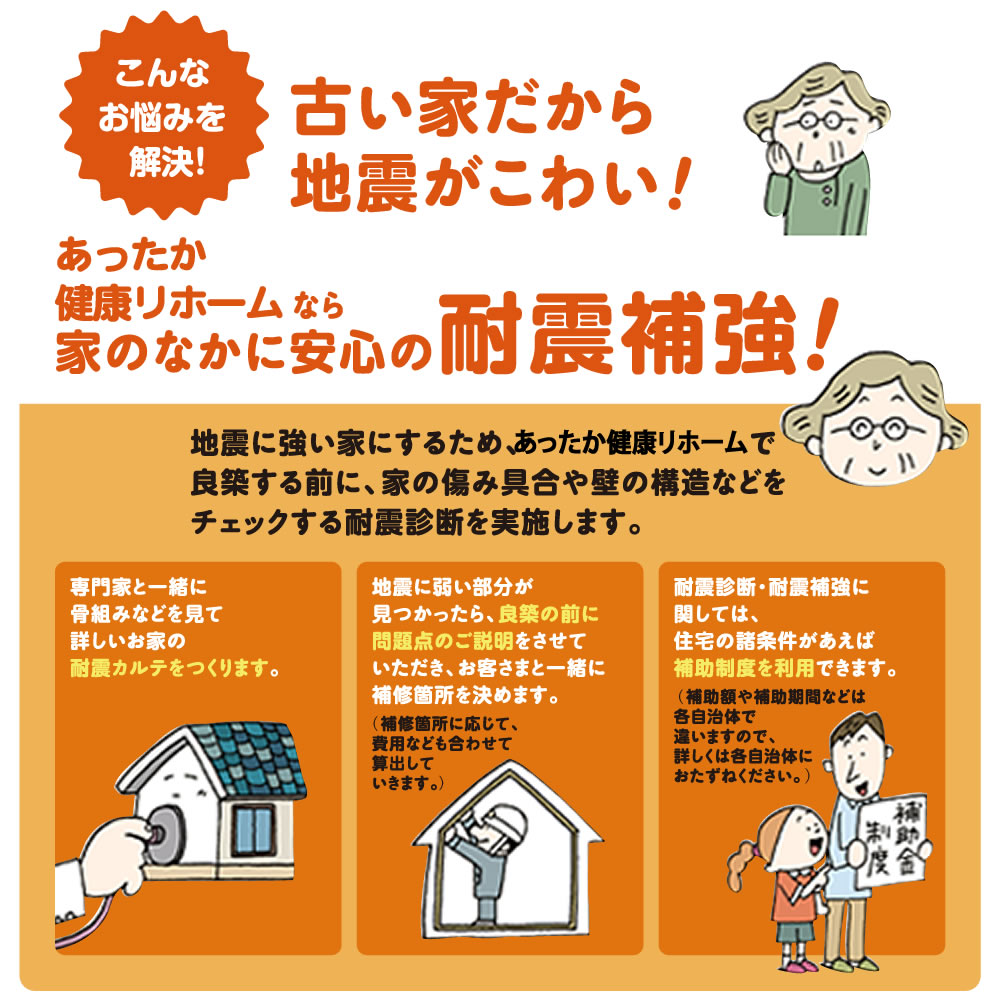 こんな
お悩みを
解決!
古い家だから
地震がこわい!
あったか
健康リホーム なら
家のなかに安心の耐震補強!
地震に強い家にするため、あったか健康リホームで
良築する前に、家の傷み具合や壁の構造などを
チェックする耐震診断を実施します。
専門家と一緒に
骨組みなどを見て
詳しいお家の
耐震カルテをつくります。
地震に弱い部分が
見つかったら、良築の前に
問題点のご説明をさせて
いただき、お客さまと一緒に
補修箇所を決めます。
(補修箇所に応じて、
費用なども合わせて
算出して
いきます。)
耐震診断・耐震補強に
関しては、
住宅の諸条件があえば
補助制度を利用できます。
(補助額や補助期間などは
各自治体で
違いますので、
詳しくは各自治体に
おたずねください。)
補助金
制度